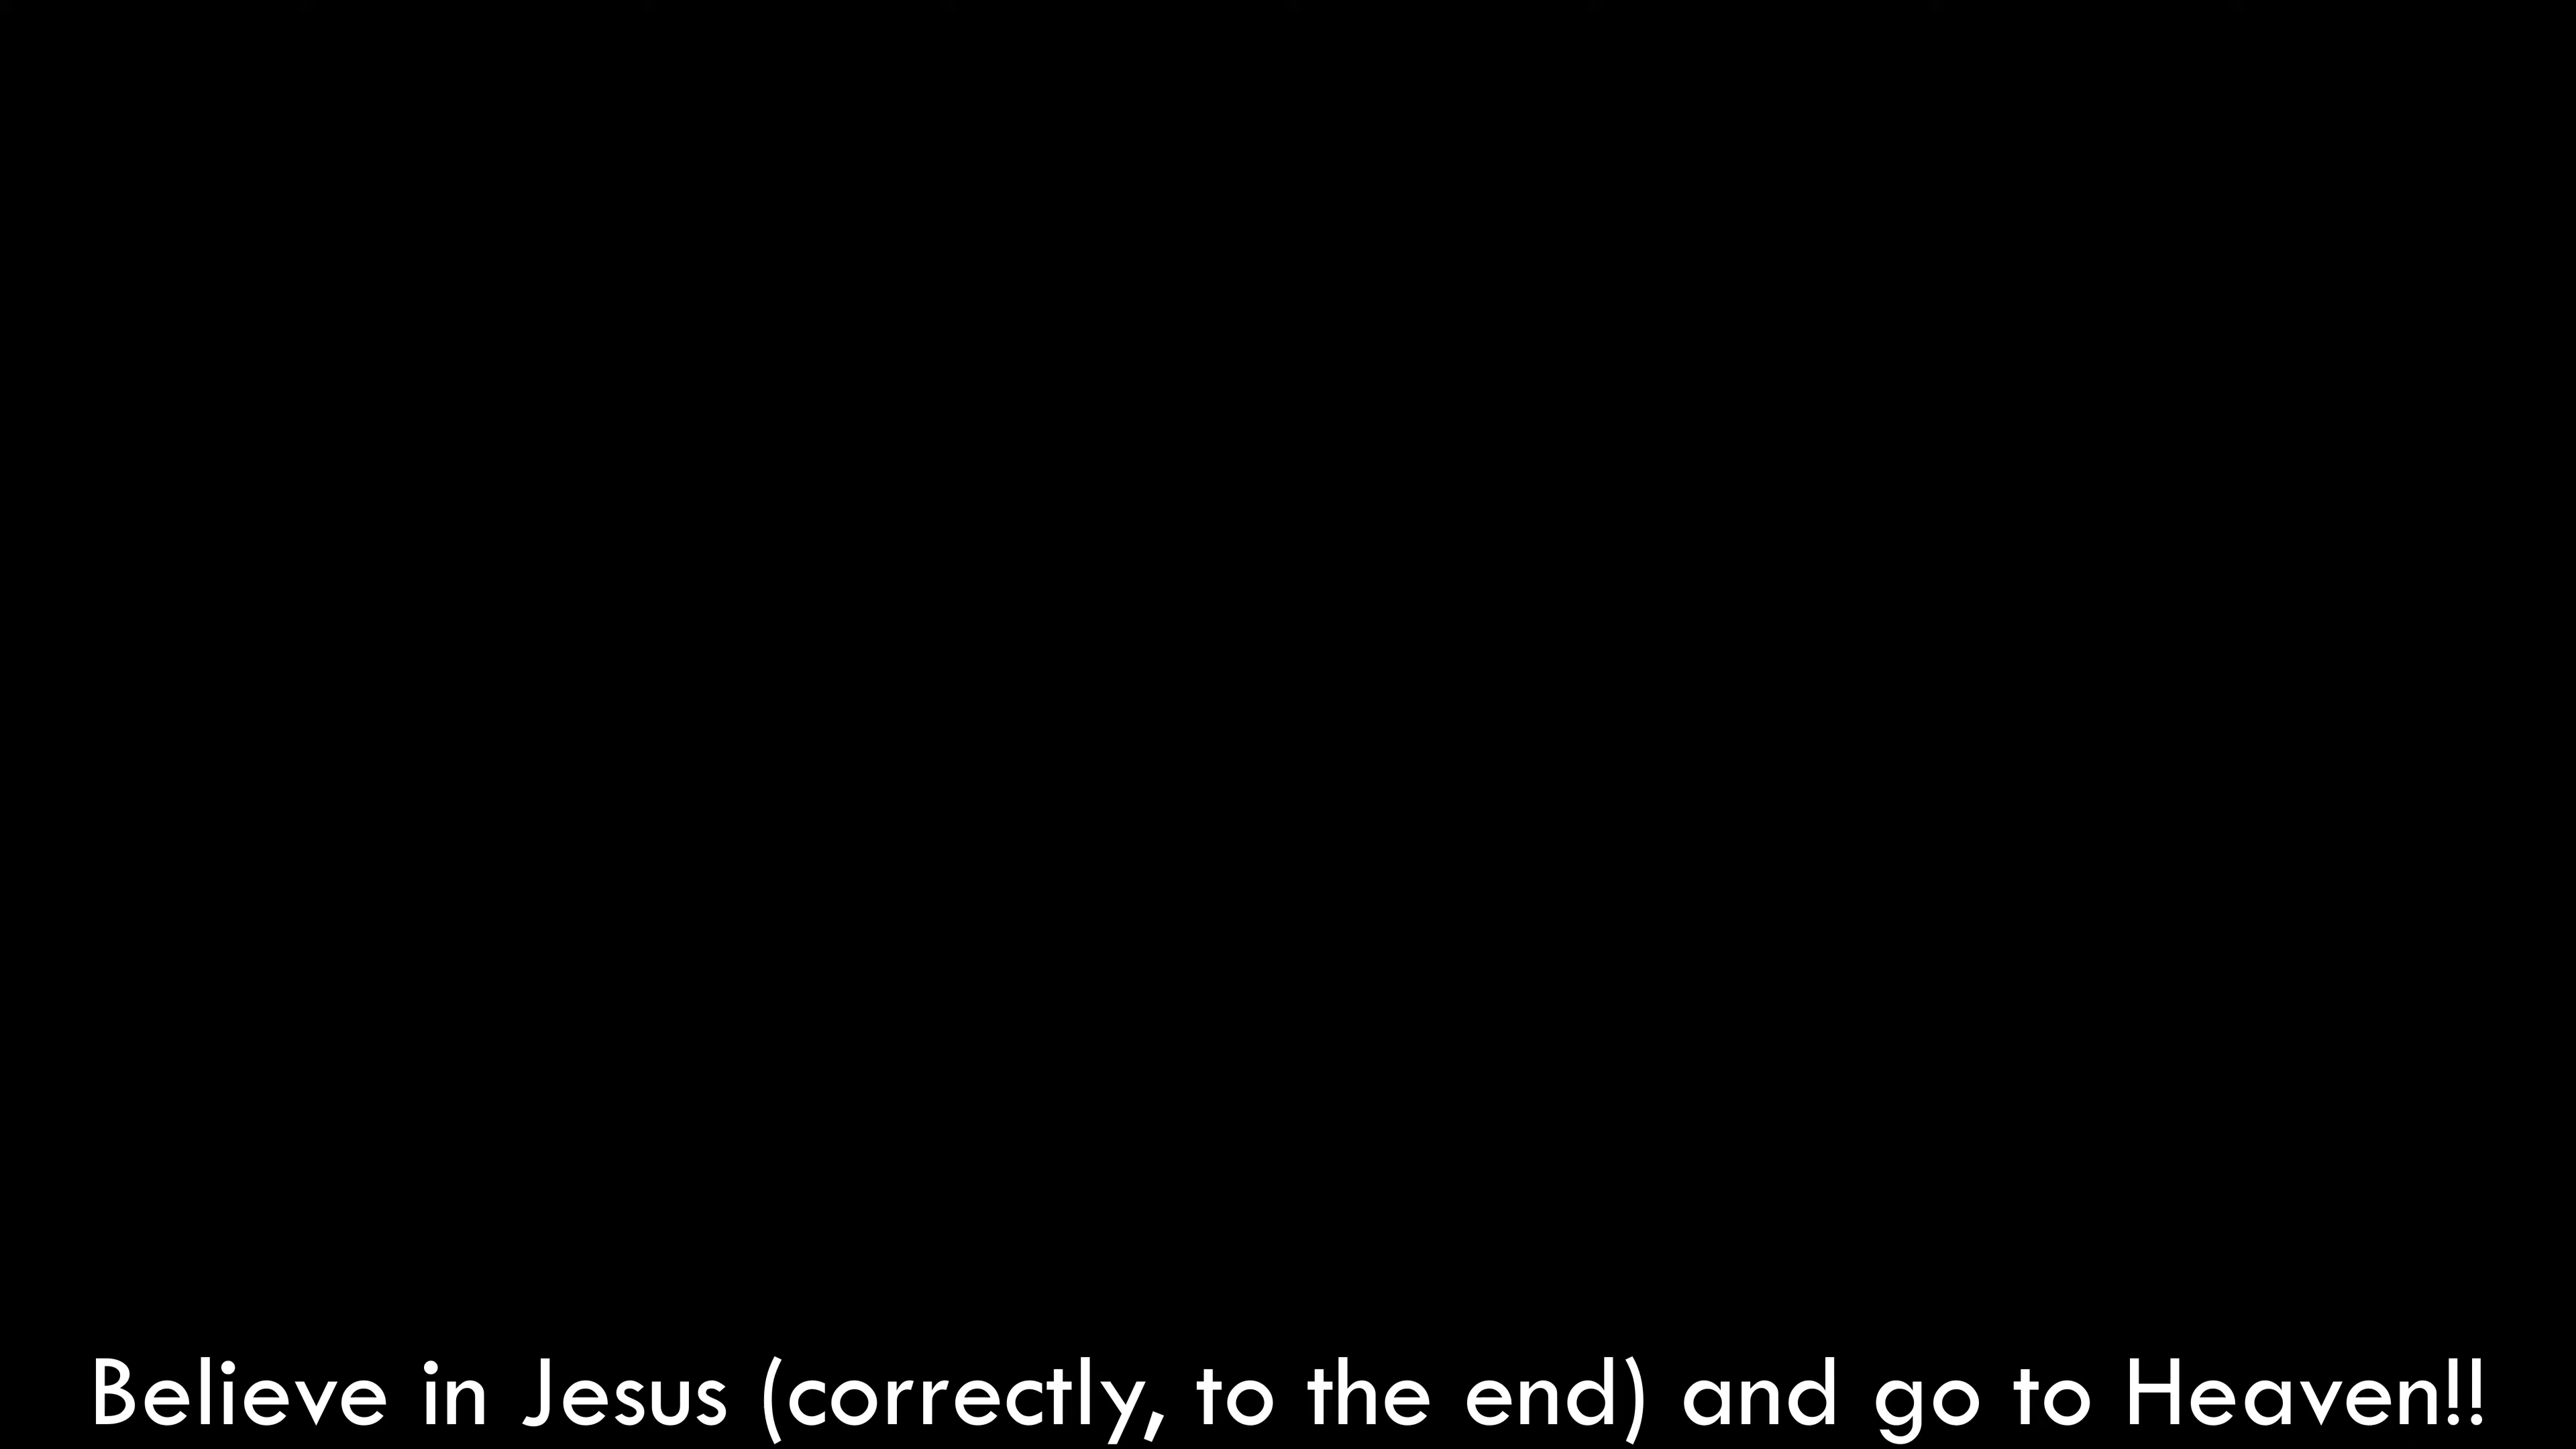 Believe in Jesus (correctly, to the end) and go to Heaven!!